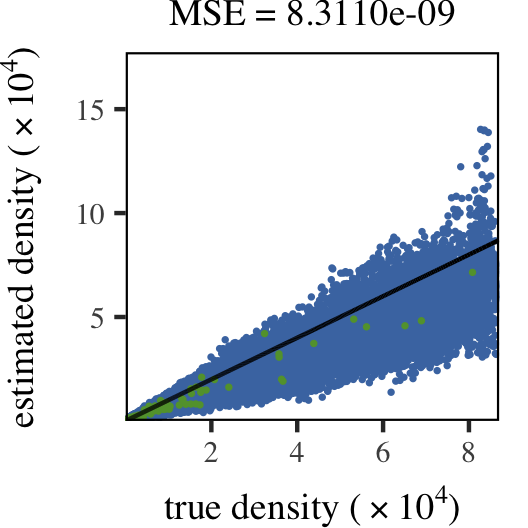 MSE = 8.3110e-09
estimated density ( × 10⁴)
15
10
5
2 4 6 8
true density ( × 10⁴)